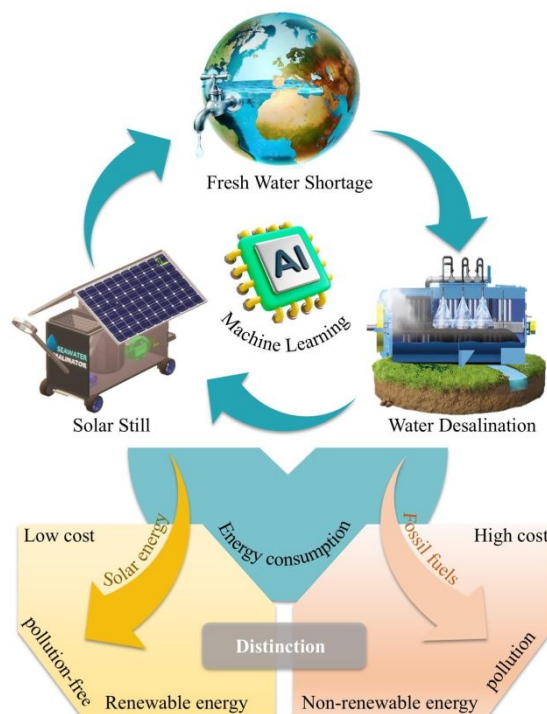 Fresh Water Shortage
AI
Machine Learning
SEAWATER
Solar Still
Water Desalination
Energy consumption
Solar energy
Fossil fuels
Low cost
High cost
pollution-free
pollution
Distinction
Renewable energy
Non-renewable energy